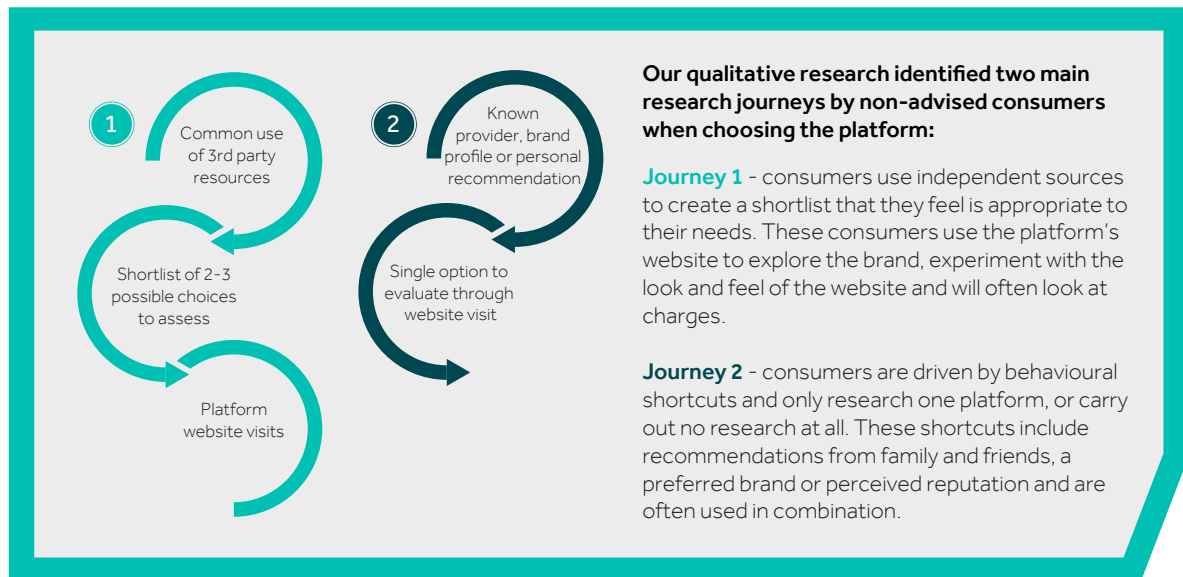 1
Common use
of 3rd party
resources
Shortlist of 2-3
possible choices
to assess
Platform
website visits
2
Known
provider, brand
profile or personal
recommendation
Single option to
evaluate through
website visit
Our qualitative research identified two main
research journeys by non-advised consumers
when choosing the platform:
Journey 1 - consumers use independent sources
to create a shortlist that they feel is appropriate to
their needs. These consumers use the platform's
website to explore the brand, experiment with the
look and feel of the website and will often look at
charges.
Journey 2 - consumers are driven by behavioural
shortcuts and only research one platform, or carry
out no research at all. These shortcuts include
recommendations from family and friends, a
preferred brand or perceived reputation and are
often used in combination.